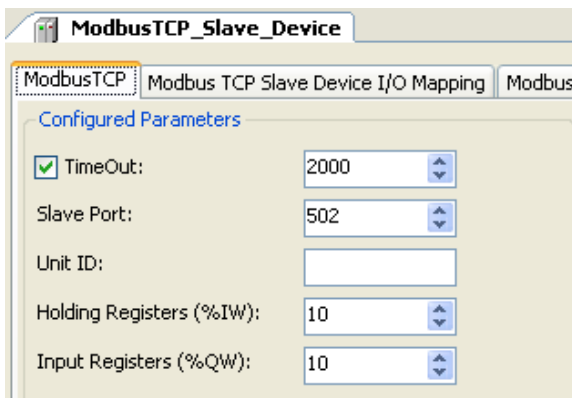 ModbusTCP_Slave_Device
ModbusTCP Modbus TCP Slave Device I/O Mapping Modbus
Configured Parameters
TimeOut: 2000
Slave Port: 502
Unit ID:
Holding Registers (%IW): 10
Input Registers (%QW): 10